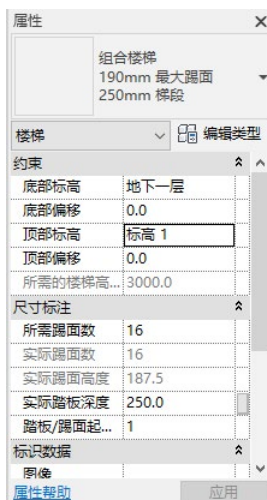 属性
组合楼梯
190mm 最大踢面
250mm 梯段
楼梯 编辑类型
约束
底部标高 地下一层
底部偏移 0.0
顶部标高 标高 1
顶部偏移 0.0
所需的楼梯高... 3000.0
尺寸标注
所需踢面数 16
实际踢面数 16
实际踢面高度 187.5
实际踏板深度 250.0
踏板/踢面起... 1
标识数据
图像
属性帮助 应用